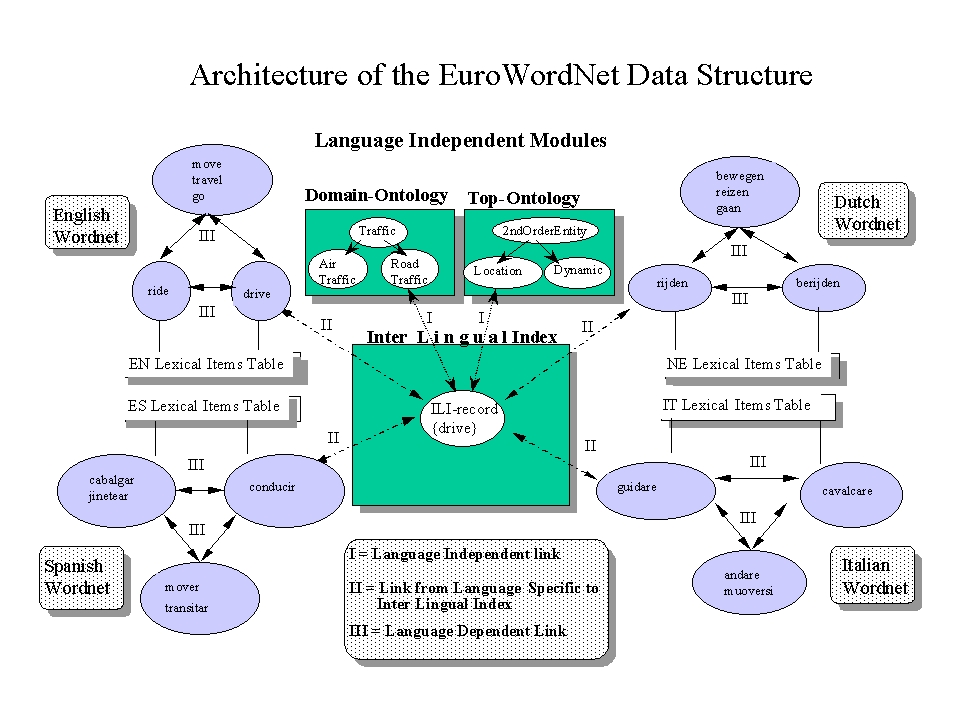 Architecture of the EuroWordNet Data Structure
Language Independent Modules
move
travel
go
English
Wordnet
III
ride
drive
III
EN Lexical Items Table
Domain-Ontology
Traffic
Air
Traffic
Road
Traffic
Top-Ontology
2ndOrderEntity
Location
Dynamic
bewegen
reizen
gaan
Dutch
Wordnet
III
rijden
berijden
III
NE Lexical Items Table
II
I
I
II
Inter Lingual Index
ILI-record
{drive}
II
II
ES Lexical Items Table
cabalgar
jinetear
III
conducir
III
Spanish
Wordnet
mover
transitar
IT Lexical Items Table
guidare
III
cavalcare
III
Italian
Wordnet
andare
muoversi
I = Language Independent link
II = Link from Language Specific to
Inter Lingual Index
III = Language Dependent Link